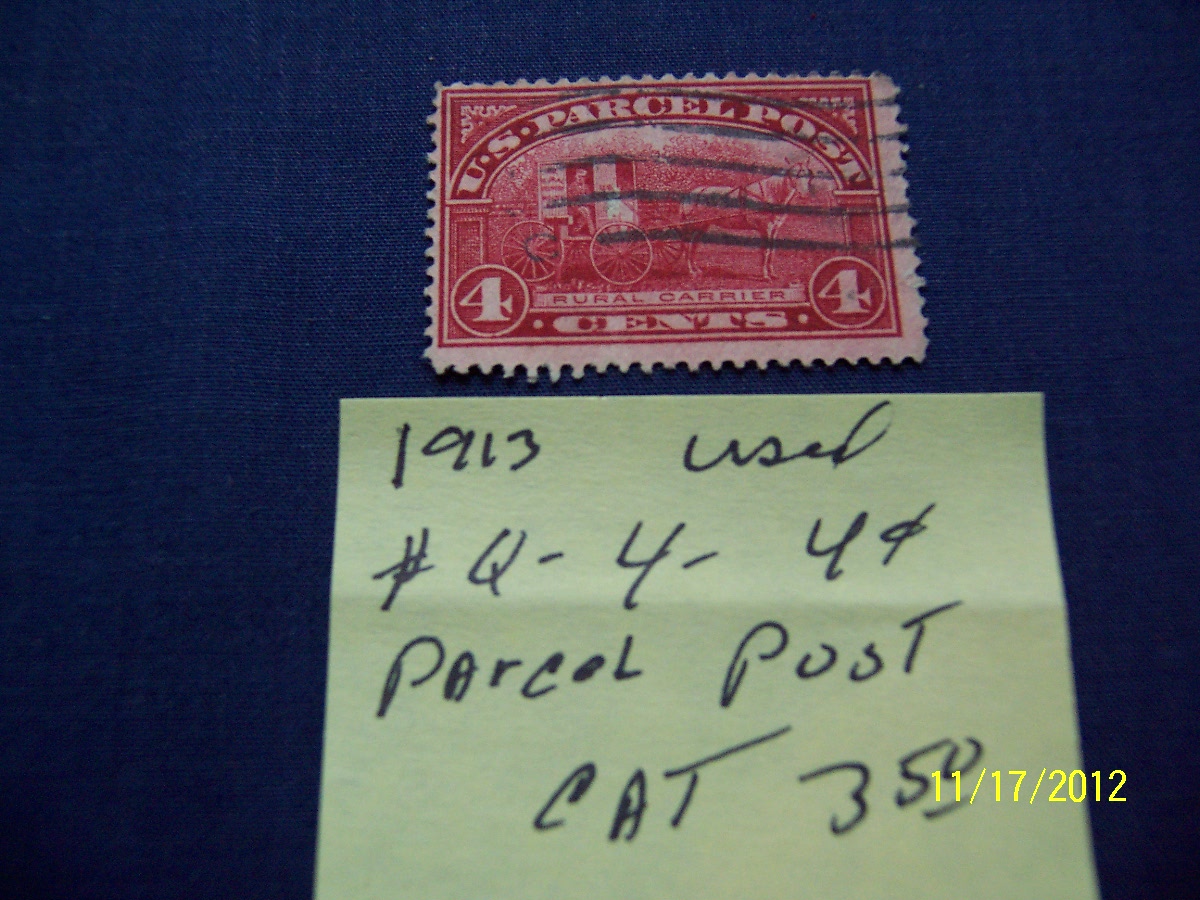 U.S. PARCEL POST
4 RURAL CARRIER 4
· CENTS ·
1913 used
# Q-4- 4¢
PArceL PosT
CAT 3 50
11/17/2012